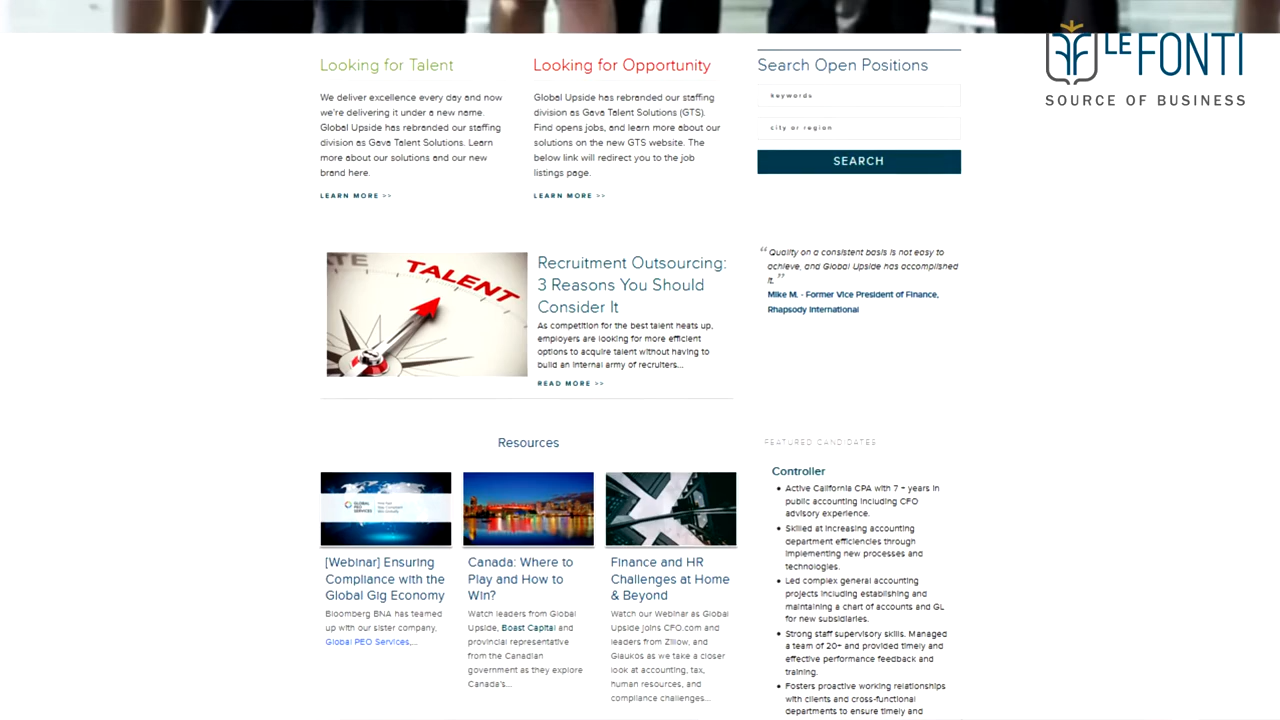 LE FONTI
SOURCE OF BUSINESS
Looking for Talent
We deliver excellence every day and now
we're delivering it under a new name.
Global Upside has rebranded our staffing
division as Gava Talent Solutions. Learn
more about our solutions and our new
brand here.
LEARN MORE >>
Looking for Opportunity
Global Upside has rebranded our staffing
division as Gava Talent Solutions (GTS).
Find opens jobs, and learn more about our
solutions on the new GTS website. The
below link will redirect you to the job
listings page.
LEARN MORE >>
Search Open Positions
keywords
city or region
SEARCH
ATE
TALENT
Recruitment Outsourcing:
3 Reasons You Should
Consider It
As competition for the best talent heats up,
employers are looking for more efficient
options to acquire talent without having to
build an internal army of recruiters...
READ MORE >>
“Quality on a consistent basis is not easy to
achieve, and Global Upside has accomplished
it.”
Mike M. - Former Vice President of Finance,
Rhapsody International
Resources
GLOBAL
PEO
SERVICES
[Webinar] Ensuring
Compliance with the
Global Gig Economy
Bloomberg BNA has teamed
up with our sister company,
Global PEO Services,...
Canada: Where to
Play and How to
Win?
Watch leaders from Global
Upside, Boast Capital and
provincial representative
from the Canadian
government as they explore
Canada's...
Finance and HR
Challenges at Home
& Beyond
Watch our Webinar as Global
Upside joins CFO.com and
leaders from Zillow, and
Glaukos as we take a closer
look at accounting, tax,
human resources, and
compliance challenges...
FEATURED CANDIDATES
Controller
• Active California CPA with 7 + years in
public accounting including CFO
advisory experience.
• Skilled at increasing accounting
department efficiencies through
implementing new processes and
technologies.
• Led complex general accounting
projects including establishing and
maintaining a chart of accounts and GL
for new subsidiaries.
• Strong staff supervisory skills. Managed
a team of 20+ and provided timely and
effective performance feedback and
training.
• Fosters proactive working relationships
with clients and cross-functional
departments to ensure timely and